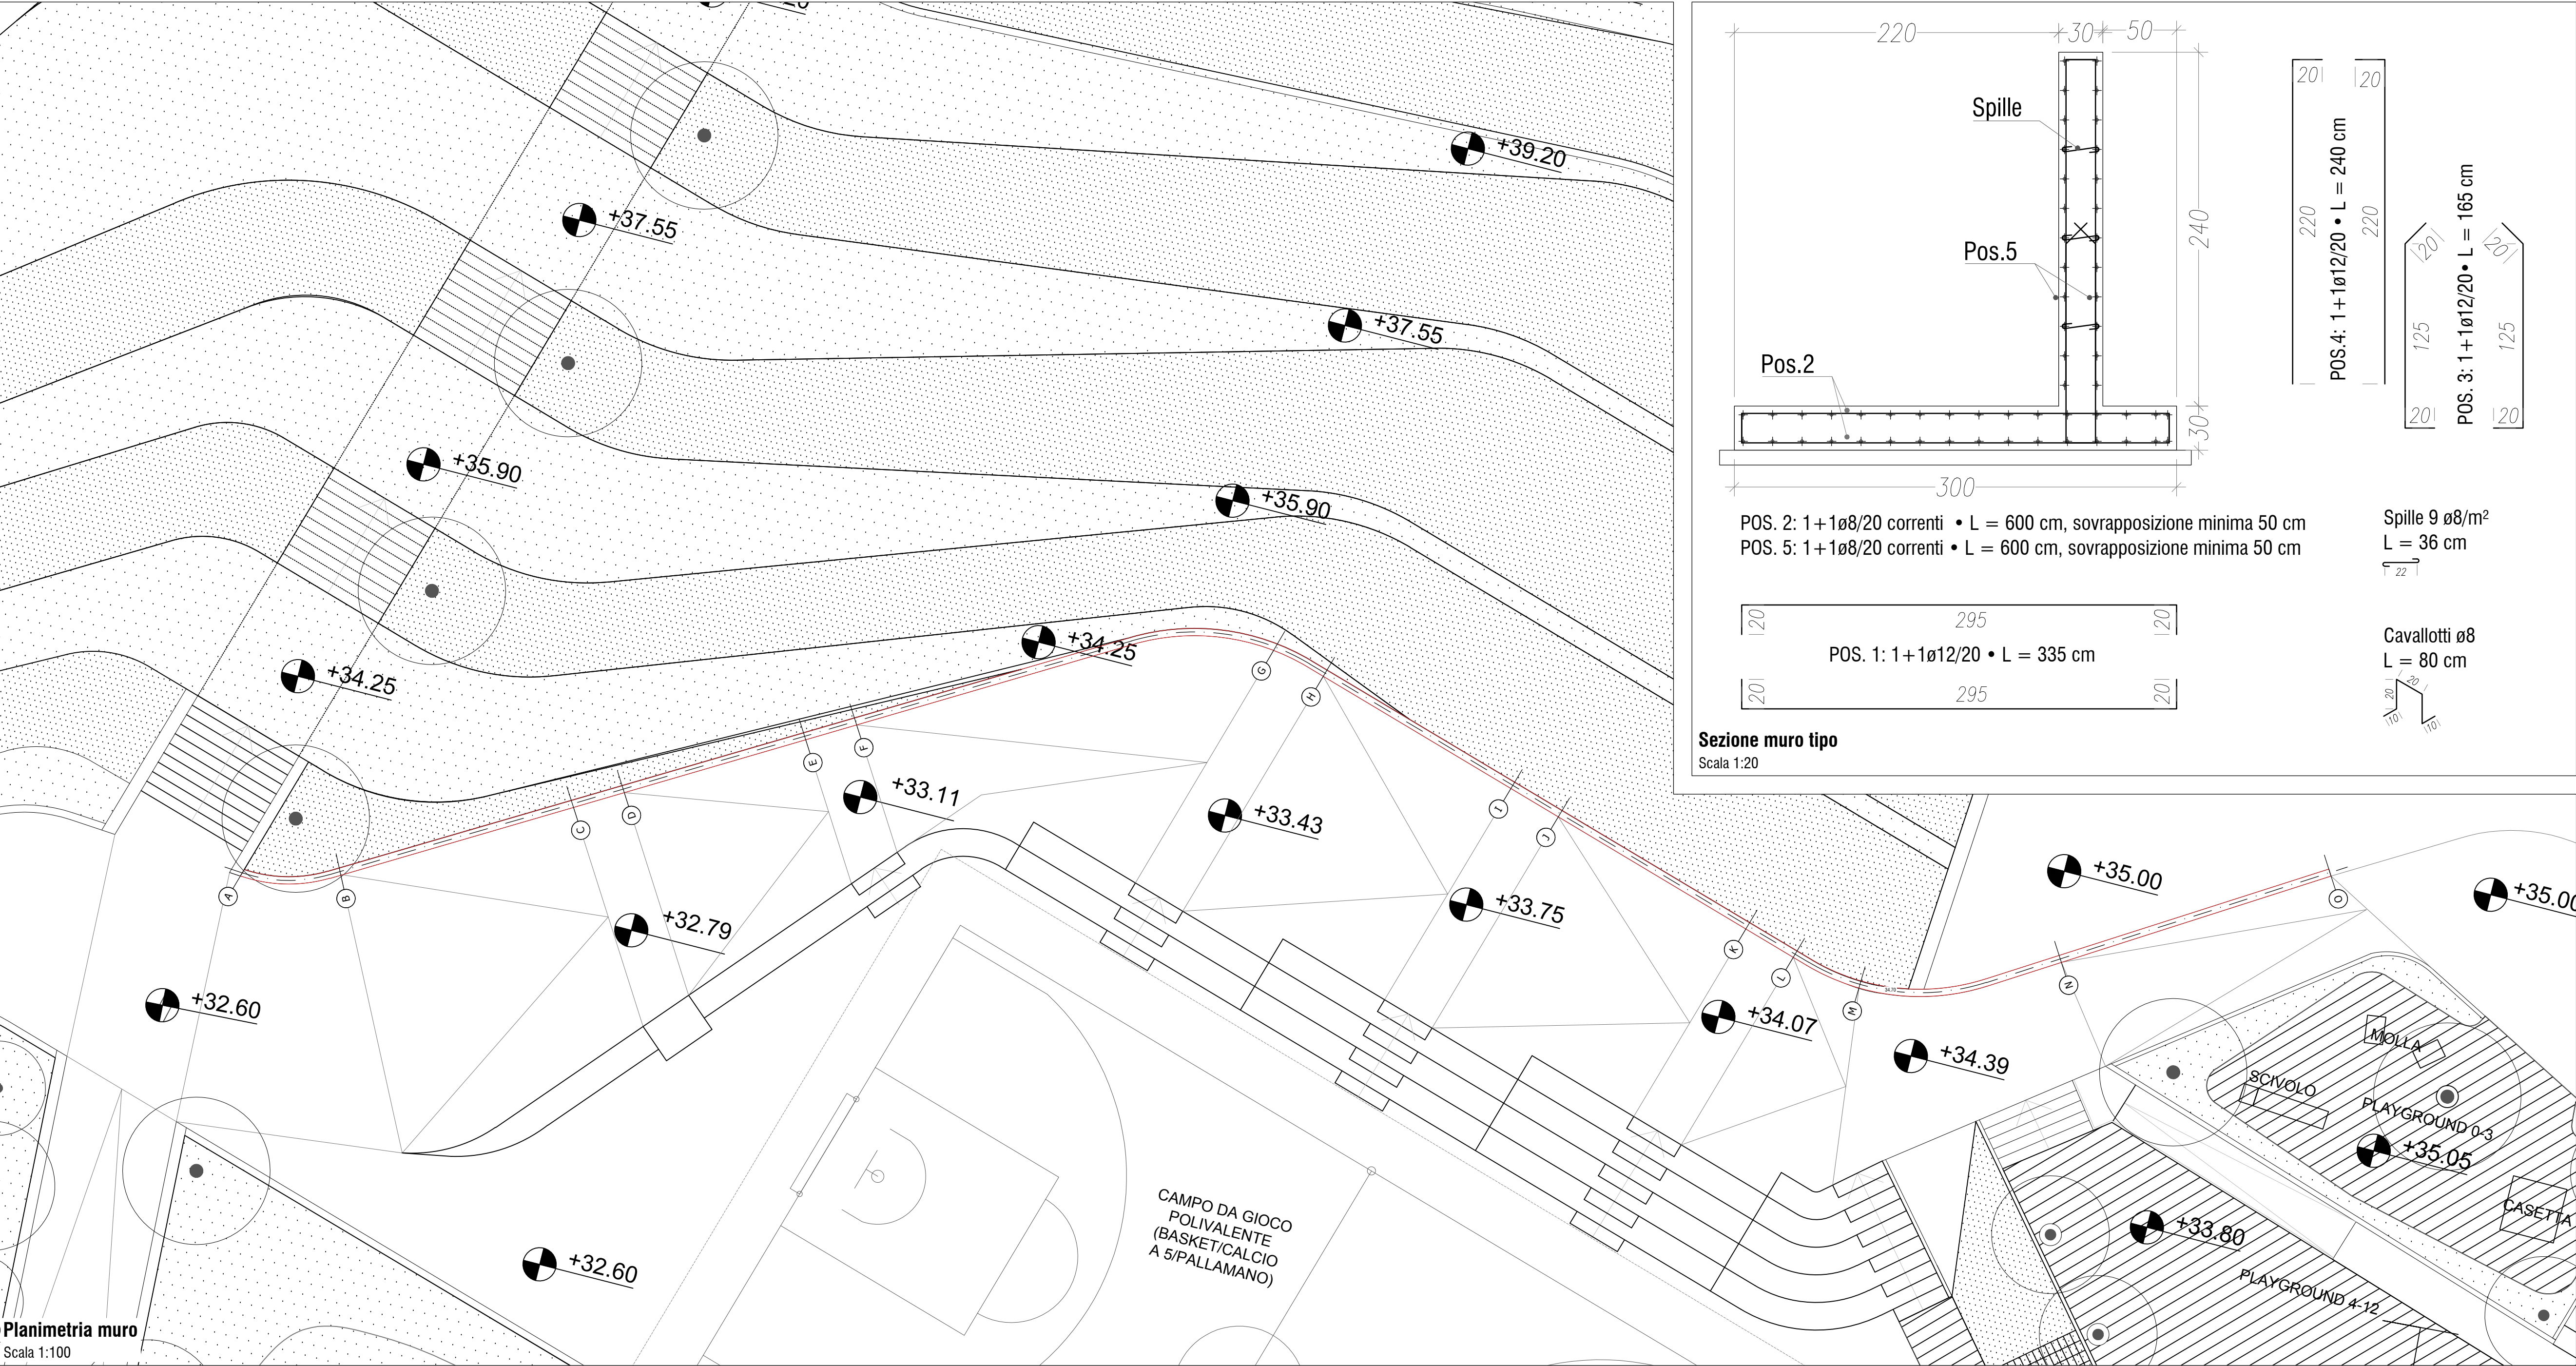 +39.20
+37.55
+37.55
+35.90
+35.90
+34.25
+34.25
G
H
E
F
C
D
I
J
+33.11
+33.43
+32.79
+33.75
A
B
K
L
M
N
O
+32.60
+34.07
+34.39
+35.00
+35.00
34.70
MOLLA
SCIVOLO
PLAYGROUND 0-3
+35.05
CASETTA
+33.80
PLAYGROUND 4-12
CAMPO DA GIOCO
POLIVALENTE
(BASKET/CALCIO
A 5/PALLAMANO)
+32.60
Planimetria muro
Scala 1:100
220
30
50
Spille
Pos.5
Pos.2
240
30
300
20
20
220
POS.4: 1+1ø12/20 • L = 240 cm
220
20
20
125
POS. 3: 1+1ø12/20• L = 165 cm
125
20
20
POS. 2: 1+1ø8/20 correnti • L = 600 cm, sovrapposizione minima 50 cm
POS. 5: 1+1ø8/20 correnti • L = 600 cm, sovrapposizione minima 50 cm
Spille 9 ø8/m²
L = 36 cm
22
20
295
20
POS. 1: 1+1ø12/20 • L = 335 cm
20
295
20
Cavallotti ø8
L = 80 cm
20
20
10
10
Sezione muro tipo
Scala 1:20